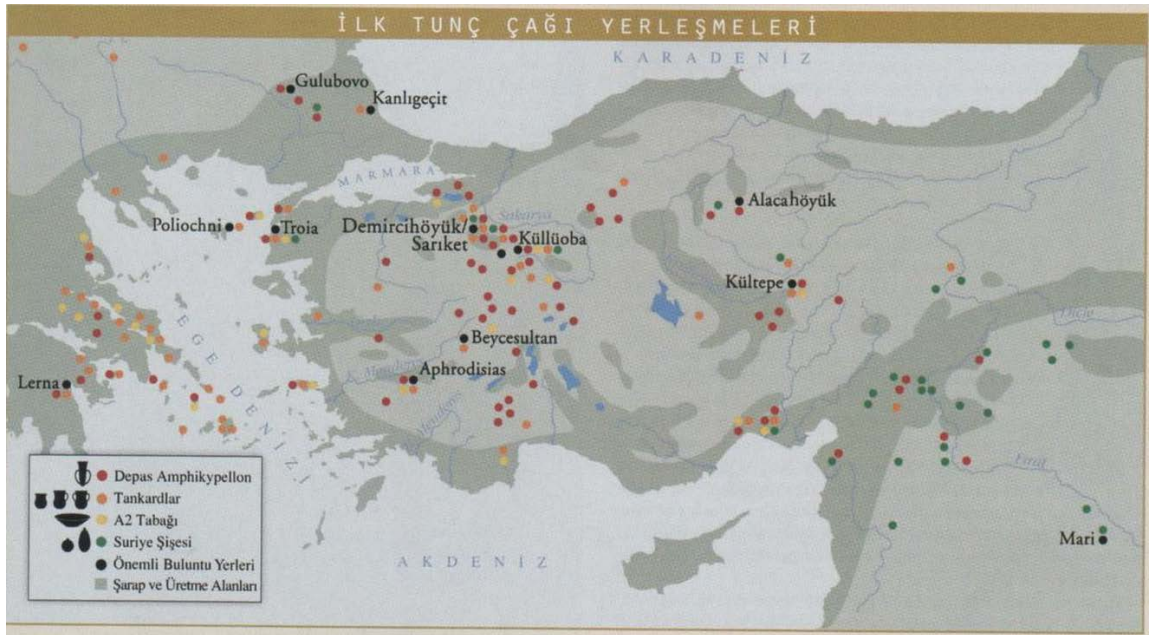 İLK TUNÇ ÇAĞI YERLEŞMELERİ
KARADENİZ
Gulubovo
Kanlıgeçit
MARMARA
Alacahöyük
Poliochni
Troia
Demircihöyük/
Sarıket
Sakarya
Küllüoba
Kültepe
Dicle
EGE DENİZİ
Beycesultan
K. Menderes
Aphrodisias
B. Menderes
Lerna
Fırat
Mari
AKDENİZ
Depas Amphikypellon
Tankardlar
A2 Tabağı
Suriye Şişesi
Önemli Buluntu Yerleri
Şarap ve Üretme Alanları